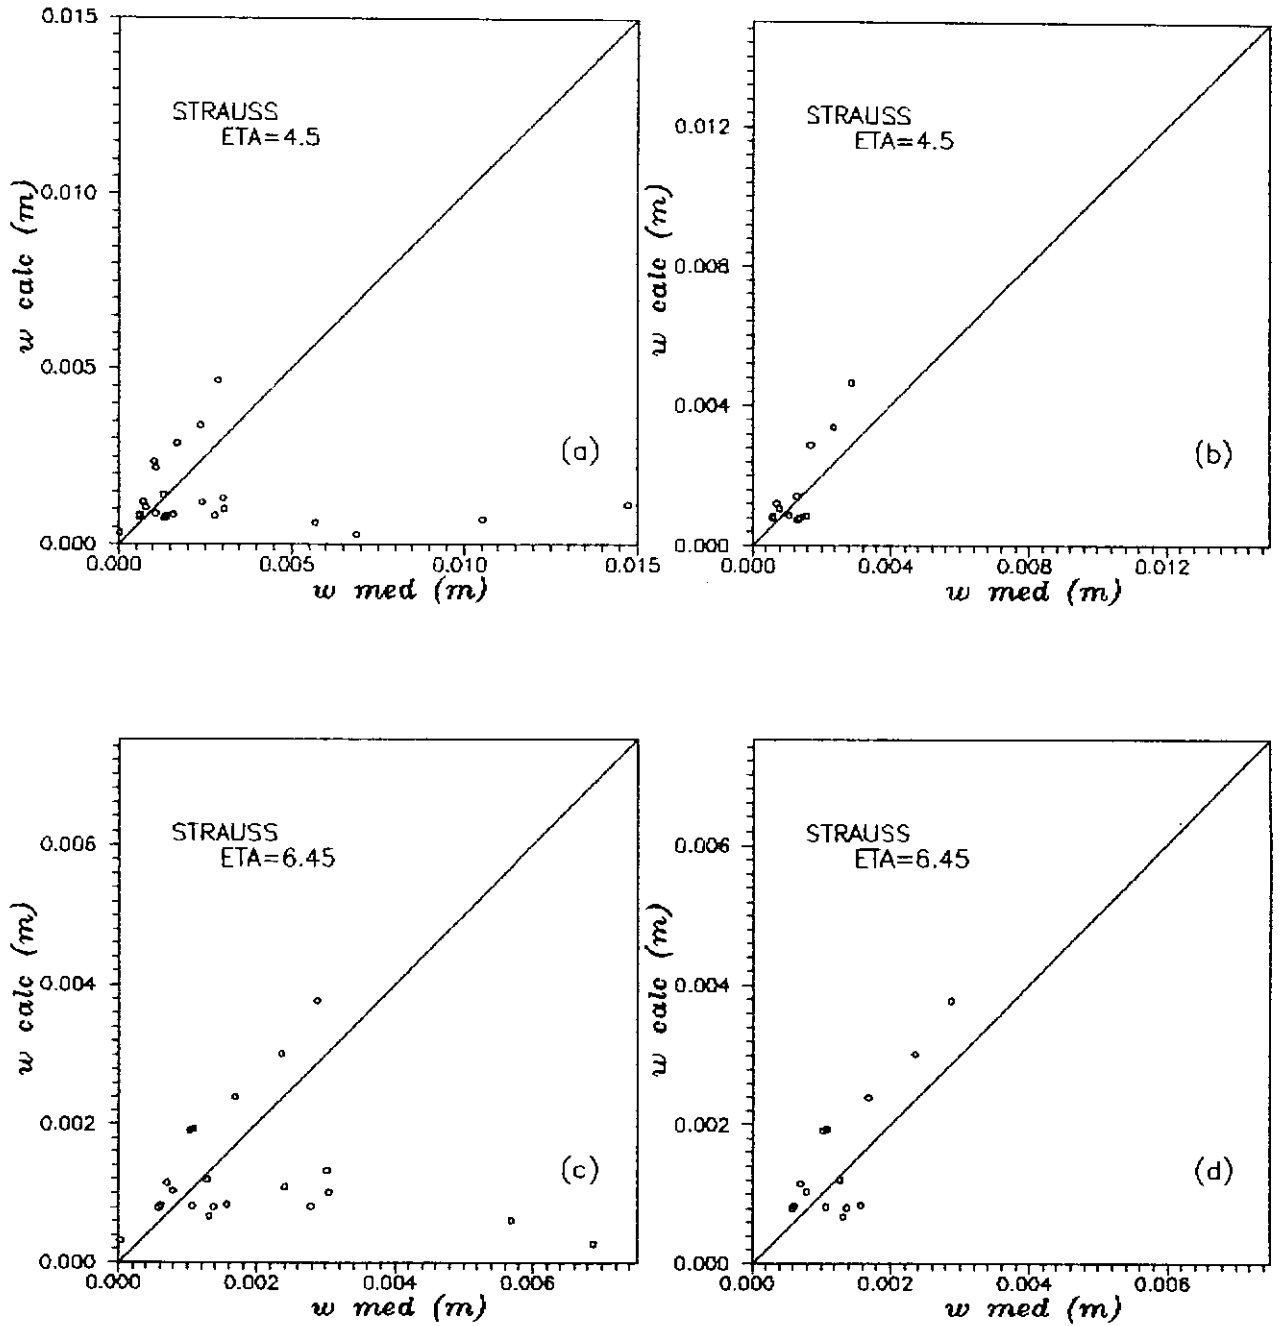 0.015
STRAUSS
ETA=4.5
0.010
w calc (m)
0.005
(a)
0.000
0.000 0.005 0.010 0.015
w med (m)
0.012
STRAUSS
ETA=4.5
w calc (m)
0.008
0.004
(b)
0.000
0.000 0.004 0.008 0.012
w med (m)
STRAUSS
ETA=6.45
0.006
w calc (m)
0.004
0.002
(c)
0.000
0.000 0.002 0.004 0.006
w med (m)
STRAUSS
ETA=6.45
0.006
w calc (m)
0.004
0.002
(d)
0.000
0.000 0.002 0.004 0.006
w med (m)